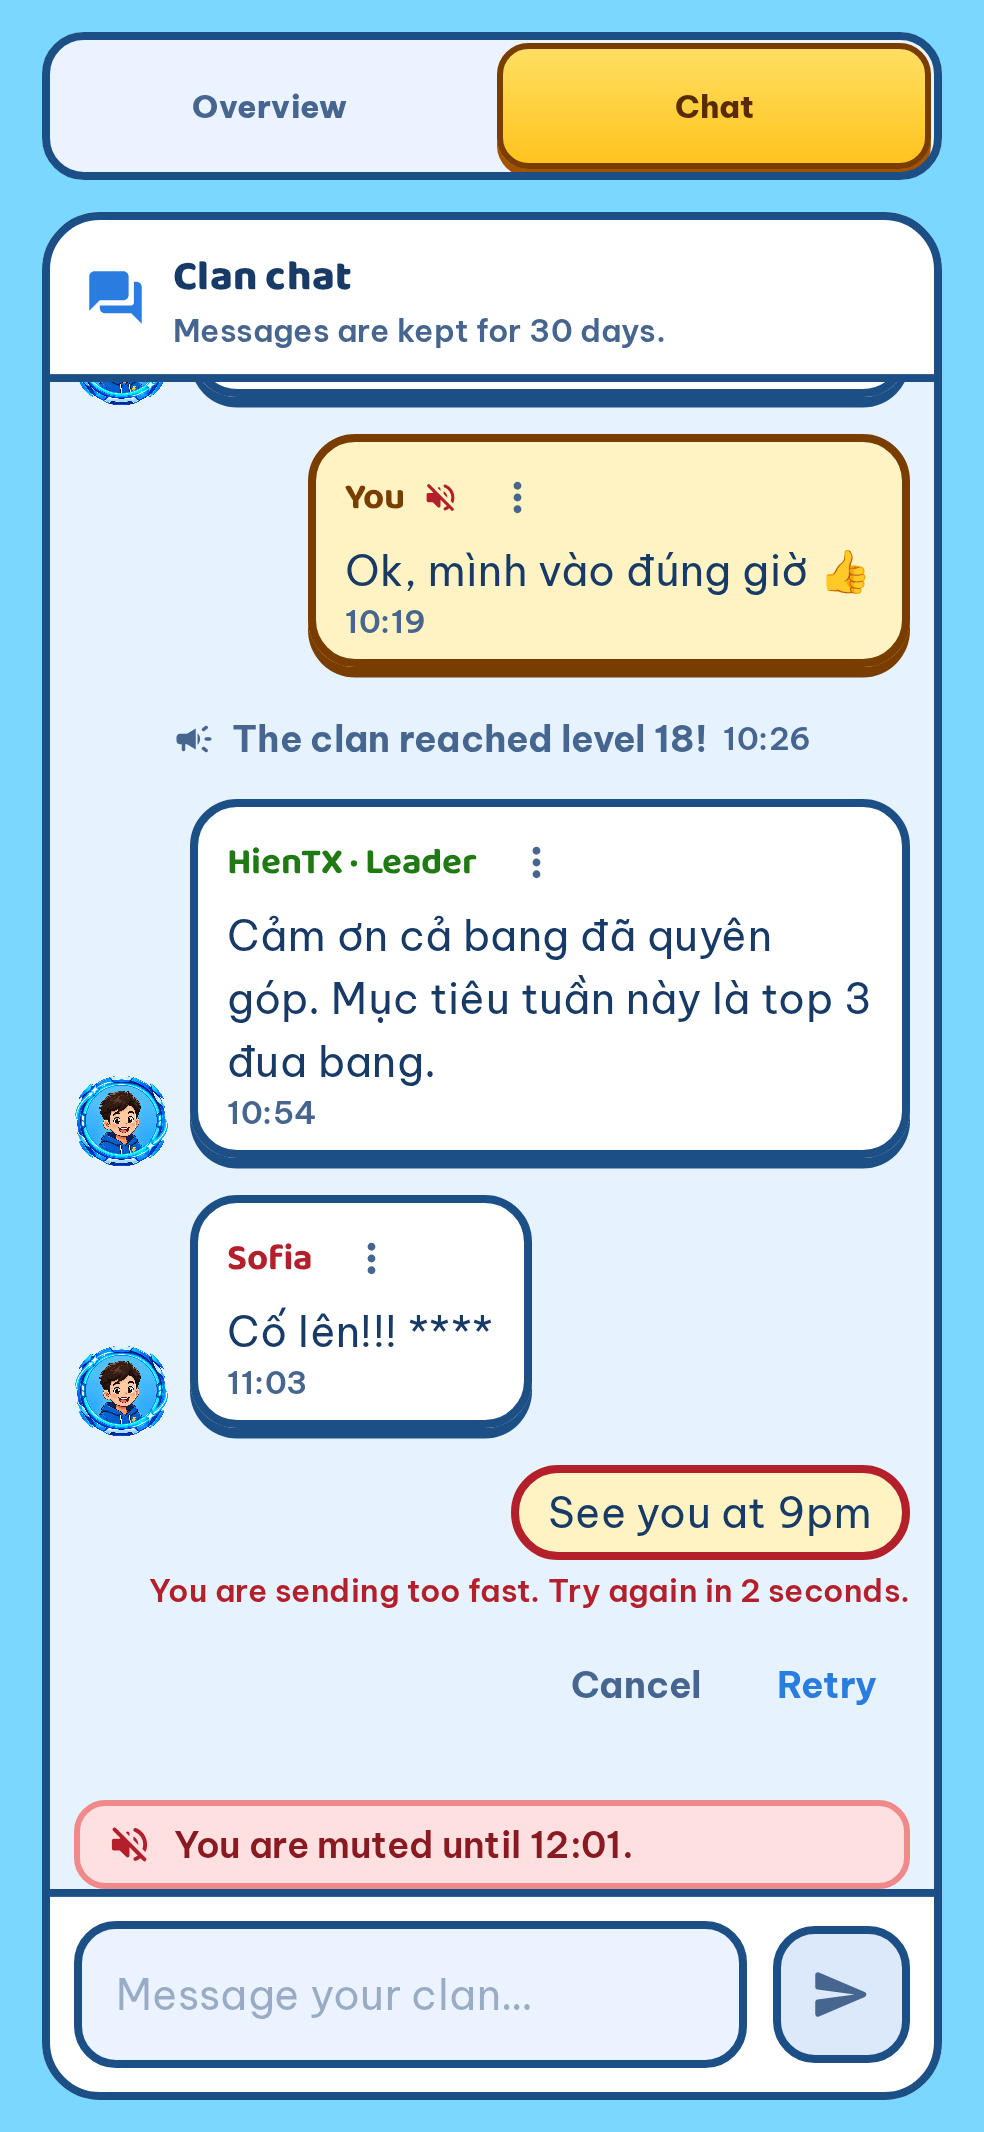 Overview
Chat
Clan chat
Messages are kept for 30 days.
You
Ok, mình vào đúng giờ 👍
10:19
The clan reached level 18! 10:26
HienTX · Leader
Cảm ơn cả bang đã quyên
góp. Mục tiêu tuần này là top 3
đua bang.
10:54
Sofia
Cố lên!!! ****
11:03
See you at 9pm
You are sending too fast. Try again in 2 seconds.
Cancel
Retry
You are muted until 12:01.
Message your clan...